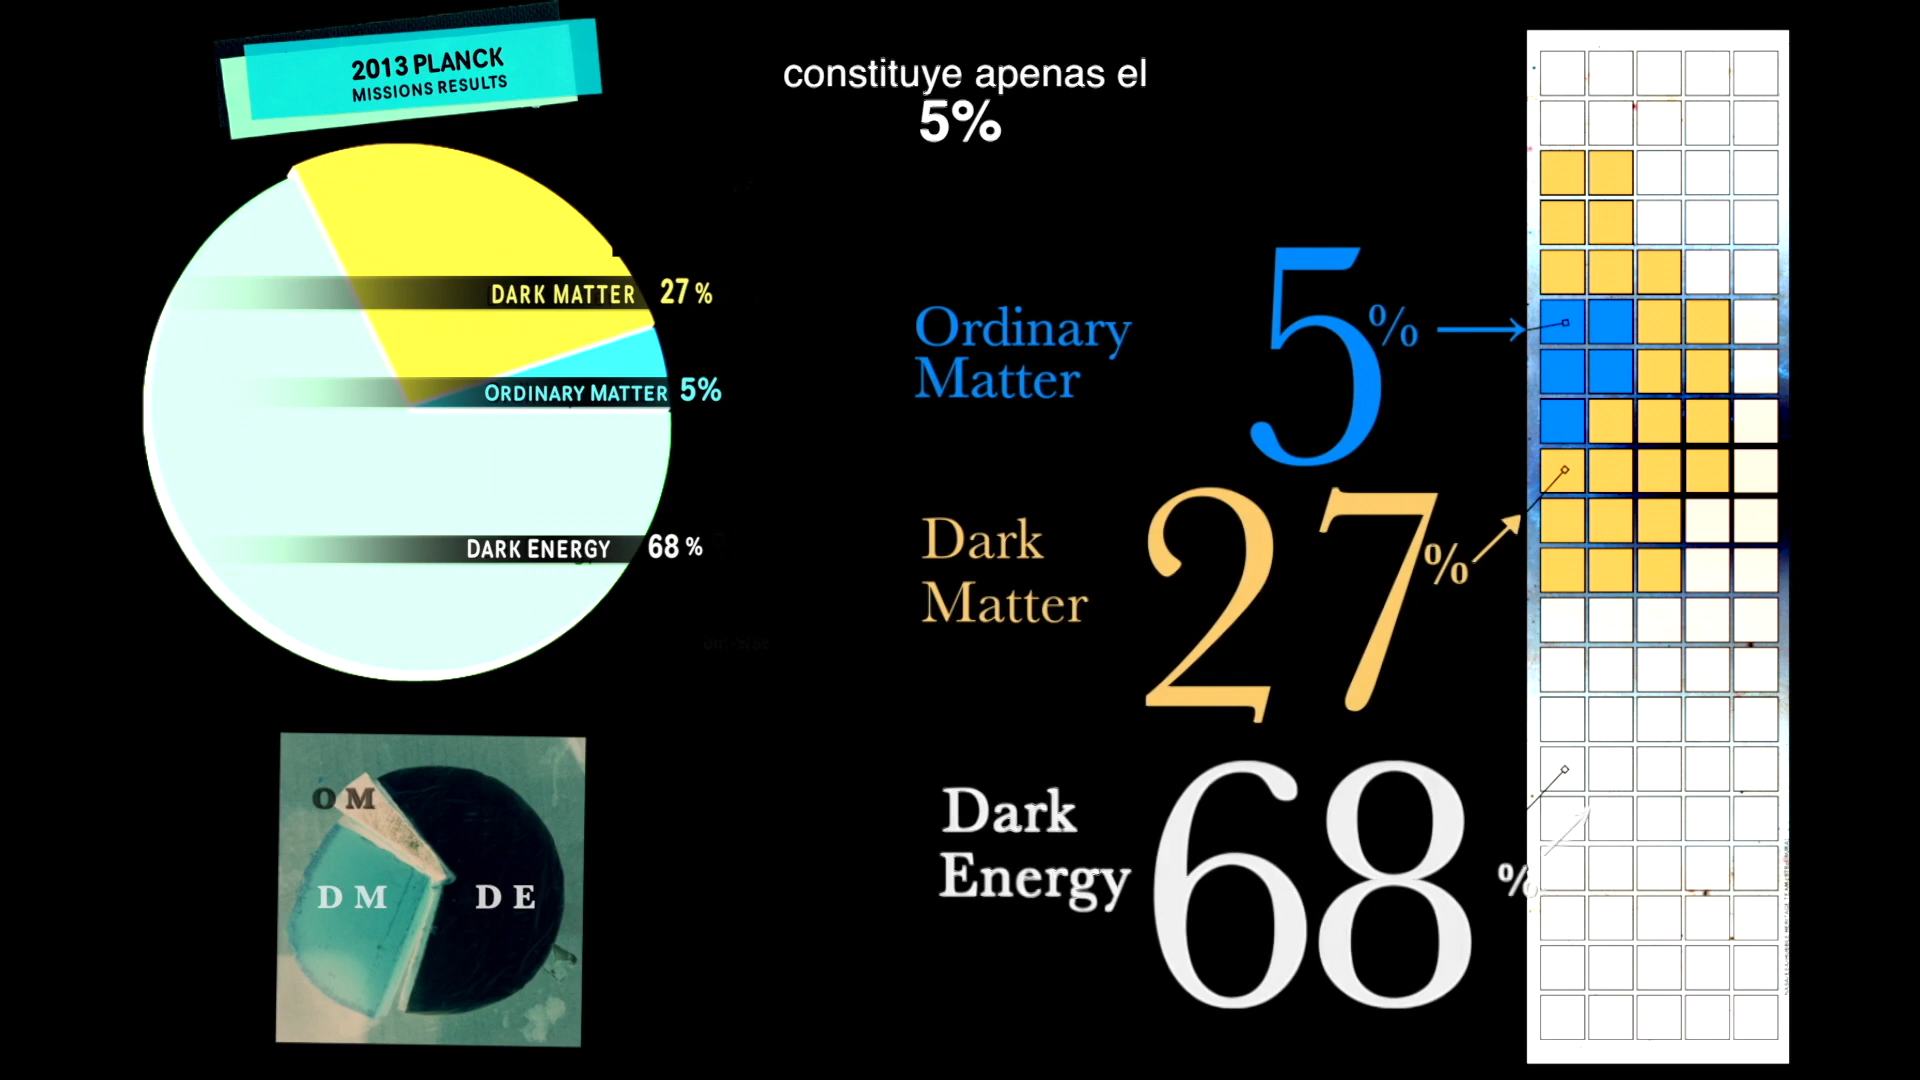 2013 PLANCK
MISSIONS RESULTS
constituye apenas el
5%
DARK MATTER 27 %
ORDINARY MATTER 5%
DARK ENERGY 68 %
O M
D M
D E
Ordinary
Matter
5%
Dark
Matter
27%
Dark
Energy
68%